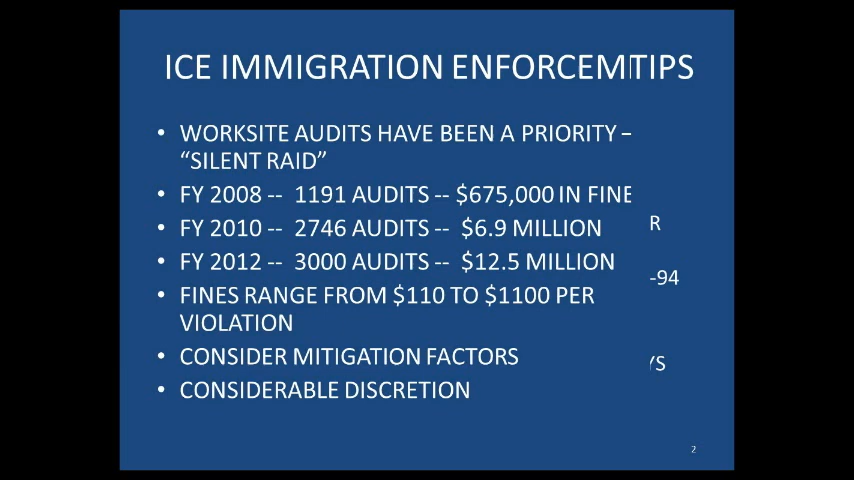 ICE IMMIGRATION ENFORCEMTIPS
• WORKSITE AUDITS HAVE BEEN A PRIORITY –
“SILENT RAID”
• FY 2008 -- 1191 AUDITS -- $675,000 IN FINE
R
• FY 2010 -- 2746 AUDITS -- $6.9 MILLION
• FY 2012 -- 3000 AUDITS -- $12.5 MILLION
-94
• FINES RANGE FROM $110 TO $1100 PER
VIOLATION
• CONSIDER MITIGATION FACTORS
YS
• CONSIDERABLE DISCRETION
2